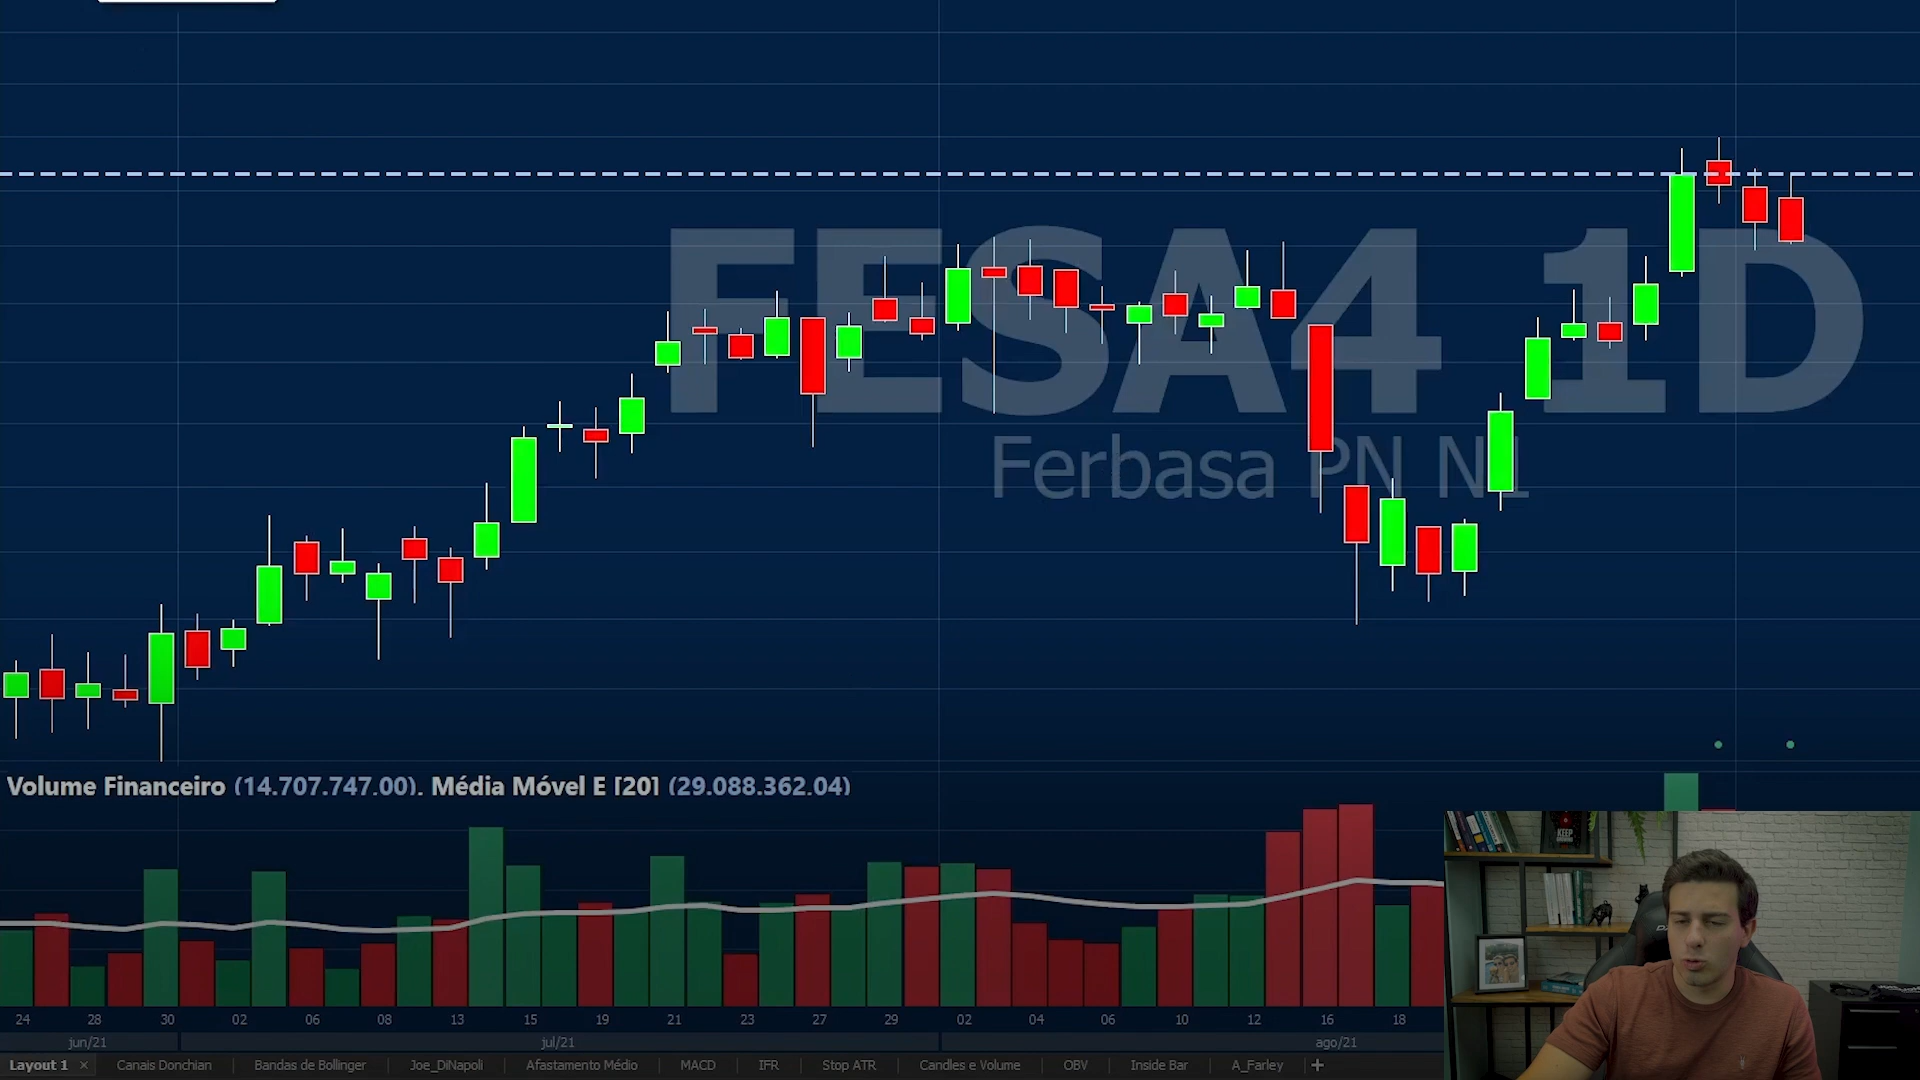 FESA4 1D
Ferbasa PN N1
Volume Financeiro (14.707.747.00). Média Móvel E [20] (29.088.362.04)
24 28 30 02 06 08 13 15 19 21 23 27 29 02 04 06 10 12 16 18
jun/21 jul/21 ago/21
Layout 1 × Canais Donchian Bandas de Bollinger Joe_DiNapoli Afastamento Médio MACD IFR Stop ATR Candles e Volume OBV Inside Bar A_Farley +
KEEP